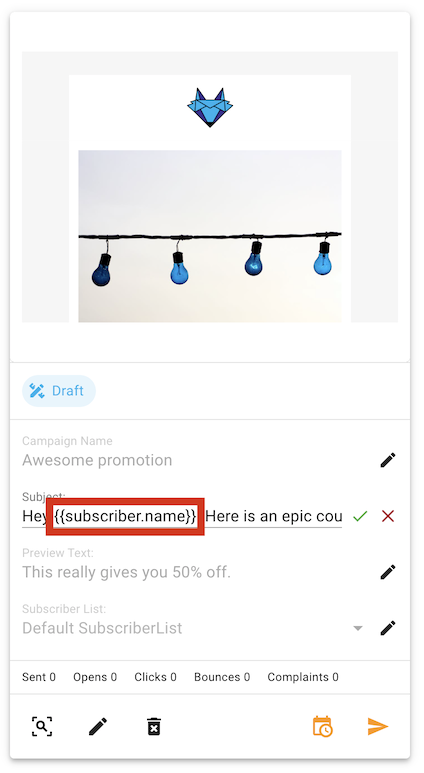 Draft
Campaign Name
Awesome promotion
Subject:
Hey {{subscriber.name}} Here is an epic cou
Preview Text:
This really gives you 50% off.
Subscriber List:
Default SubscriberList
Sent 0 Opens 0 Clicks 0 Bounces 0 Complaints 0